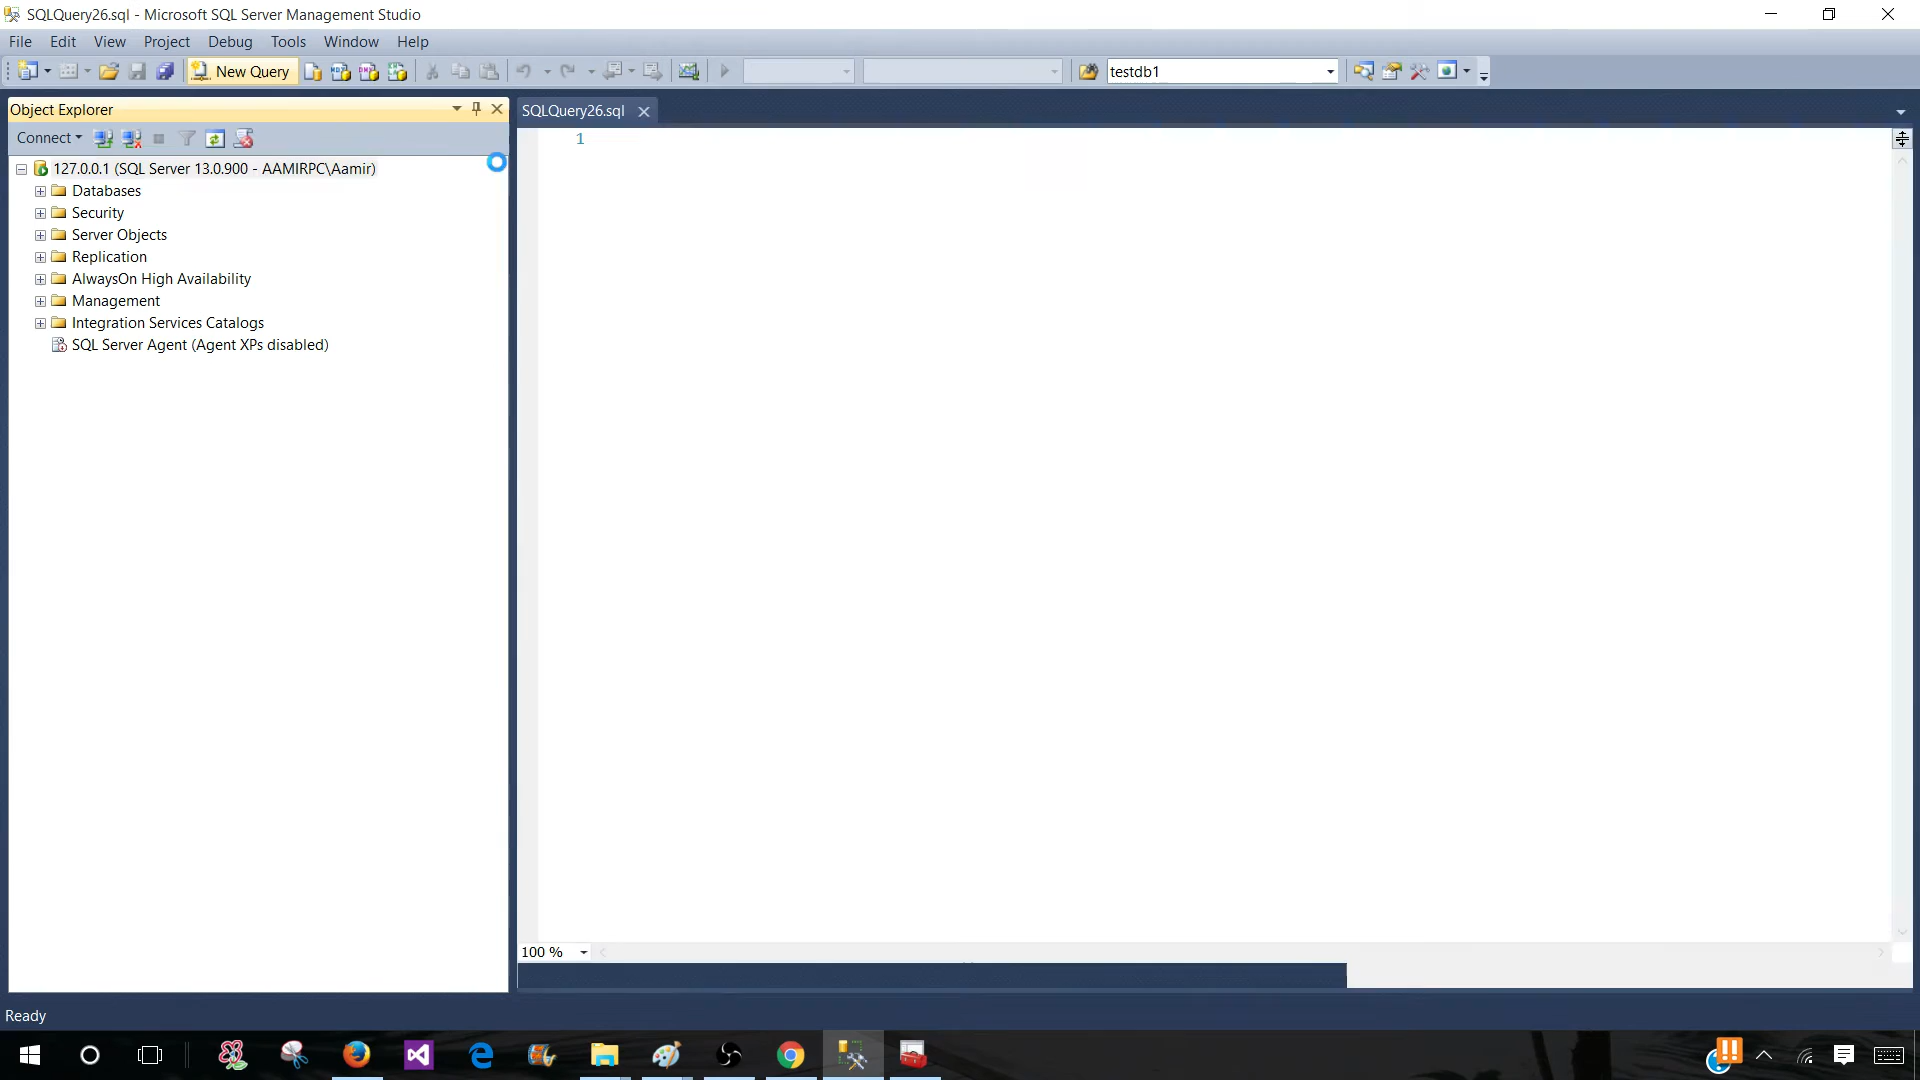 SQLQuery26.sql - Microsoft SQL Server Management Studio
File Edit View Project Debug Tools Window Help
New Query
testdb1
Object Explorer
SQLQuery26.sql
Connect
1
127.0.0.1 (SQL Server 13.0.900 - AAMIRPC\Aamir)
Databases
Security
Server Objects
Replication
AlwaysOn High Availability
Management
Integration Services Catalogs
SQL Server Agent (Agent XPs disabled)
100 %
Ready